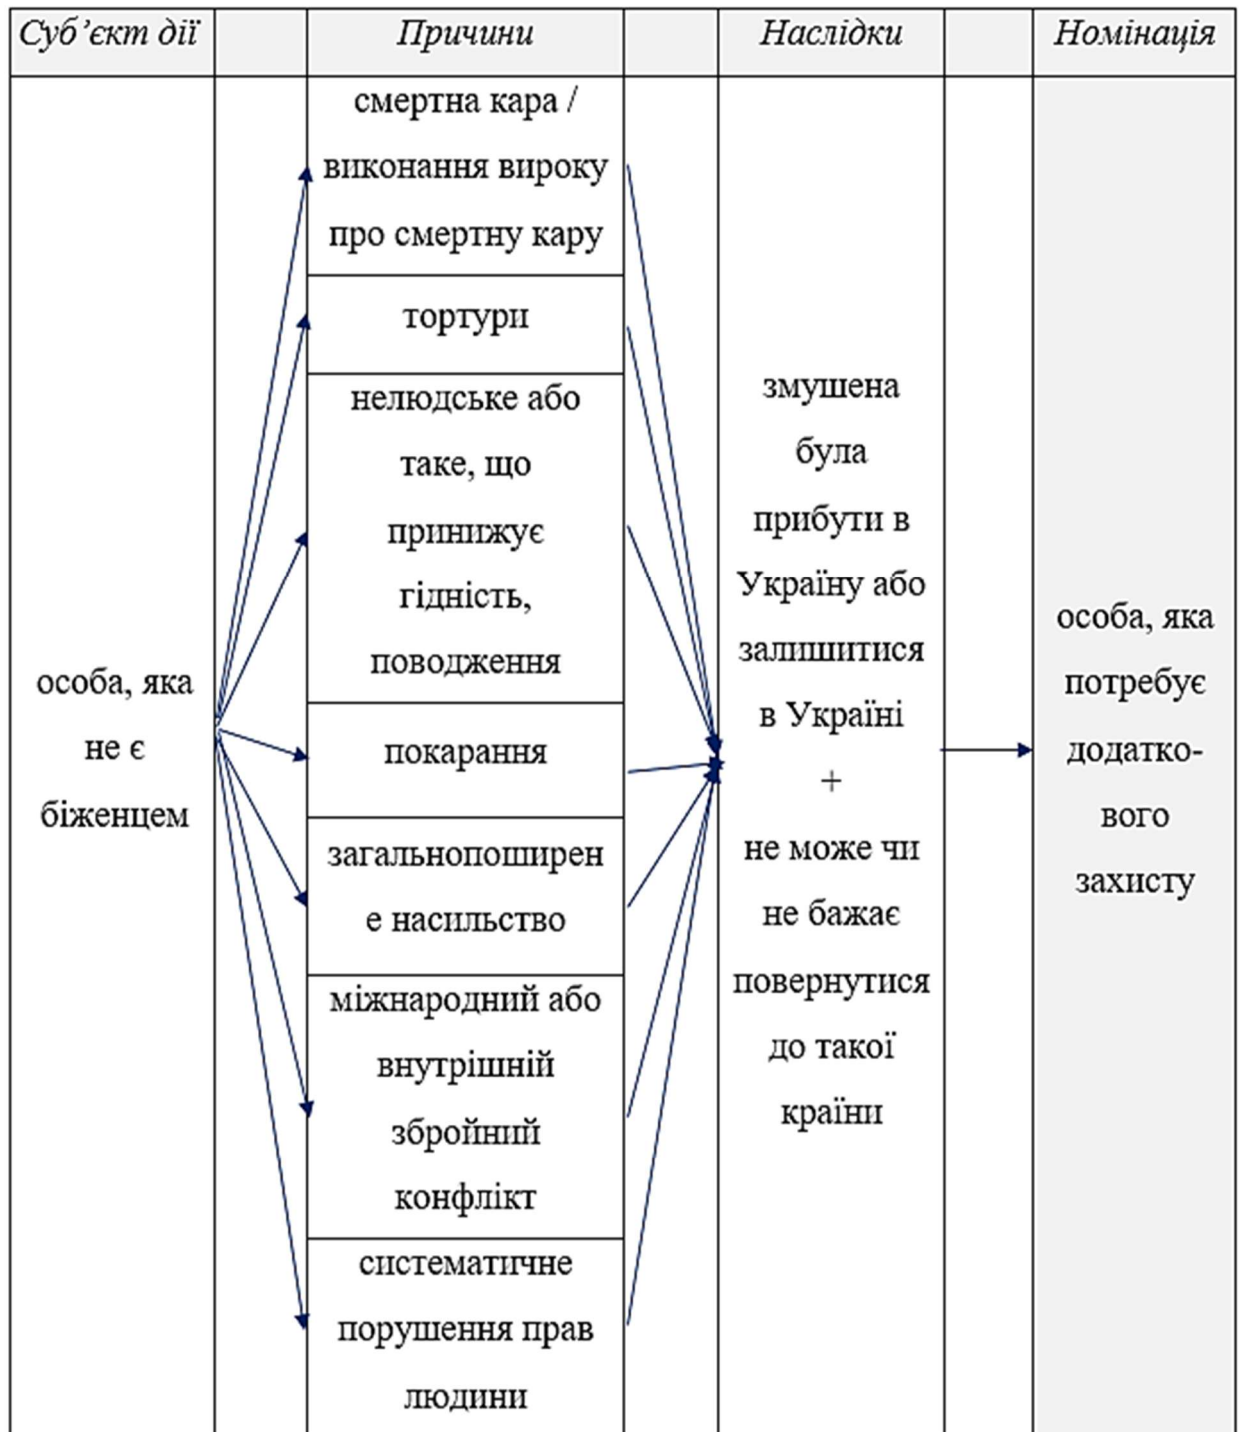 Суб’єкт дії
Причини
Наслідки
Номінація
особа, яка
не є
біженцем
смертна кара /
виконання вироку
про смертну кару
тортури
нелюдське або
таке, що
принижує
гідність,
поводження
покарання
загальнопоширен
е насильство
міжнародний або
внутрішній
збройний
конфлікт
систематичне
порушення прав
людини
змушена
була
прибути в
Україну або
залишитися
в Україні
+
не може чи
не бажає
повернутися
до такої
країни
особа, яка
потребує
додатко-
вого
захисту